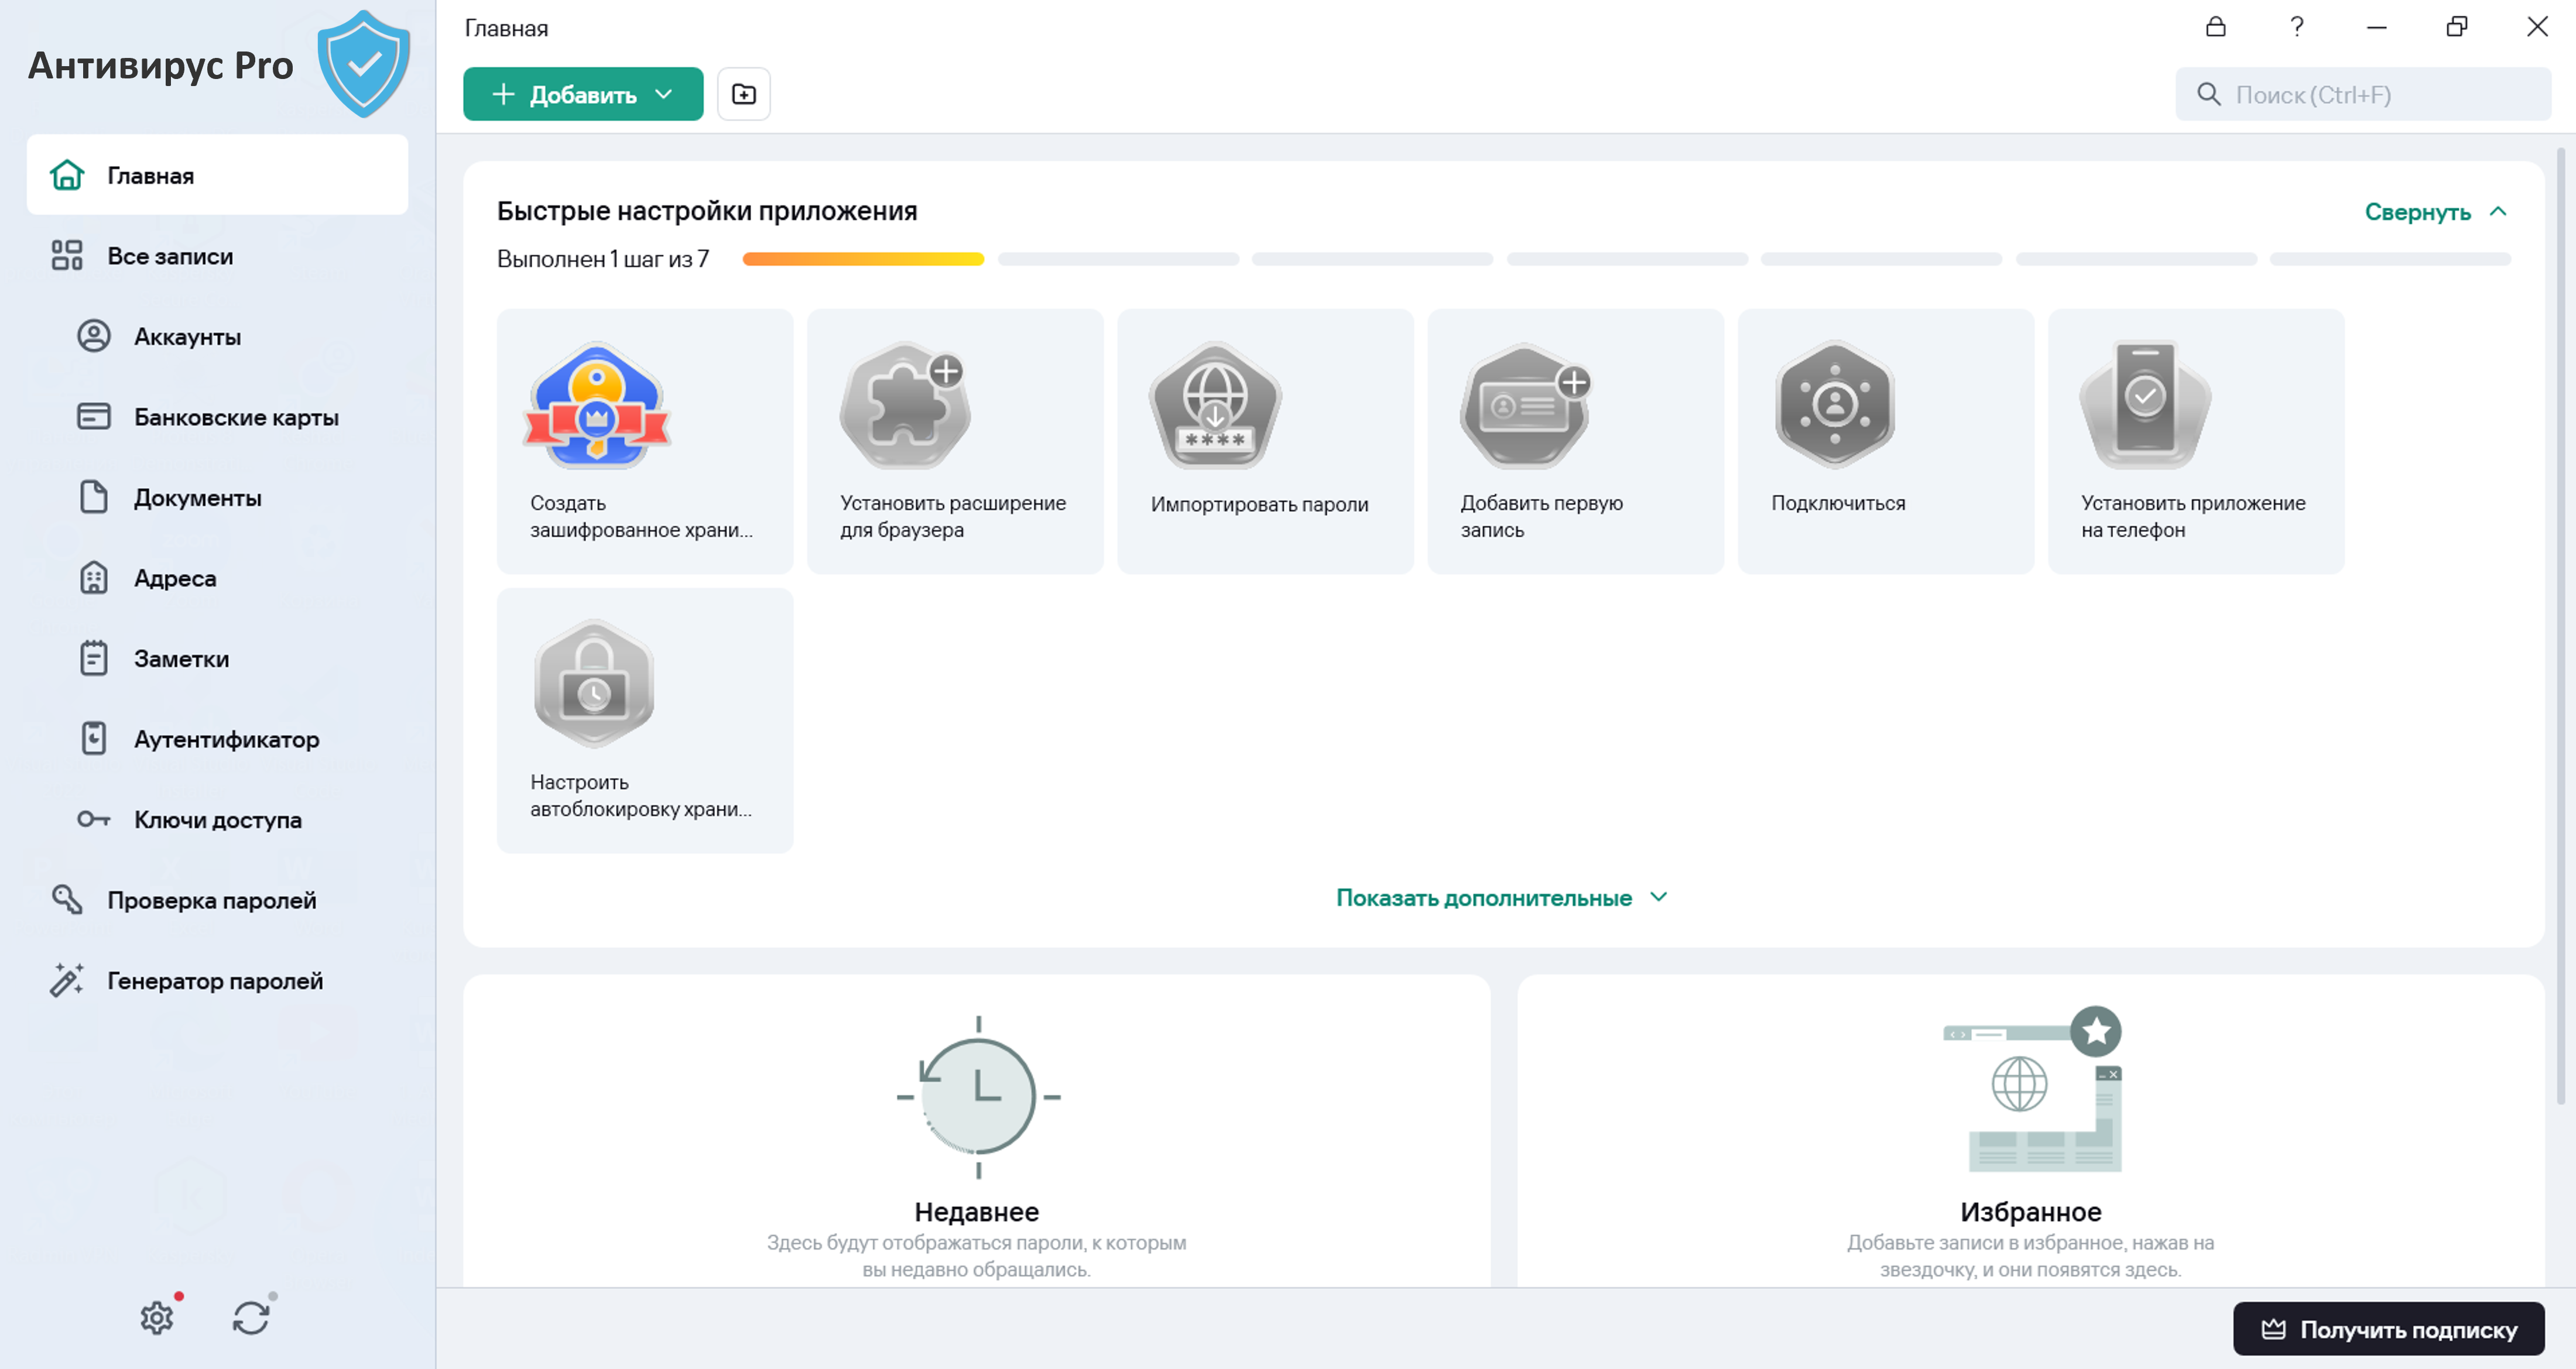 Антивирус Pro
Главная
Все записи
Аккаунты
Банковские карты
Документы
Адреса
Заметки
Аутентификатор
Ключи доступа
Проверка паролей
Генератор паролей
Главная
Добавить
Поиск (Ctrl+F)
Быстрые настройки приложения
Свернуть
Выполнен 1 шаг из 7
Создать
зашифрованное храни...
Установить расширение
для браузера
****
Импортировать пароли
Добавить первую
запись
Подключиться
Установить приложение
на телефон
Настроить
автоблокировку храни...
Показать дополнительные
Недавнее
Здесь будут отображаться пароли, к которым
вы недавно обращались.
Избранное
Добавьте записи в избранное, нажав на
звездочку, и они появятся здесь.
Получить подписку